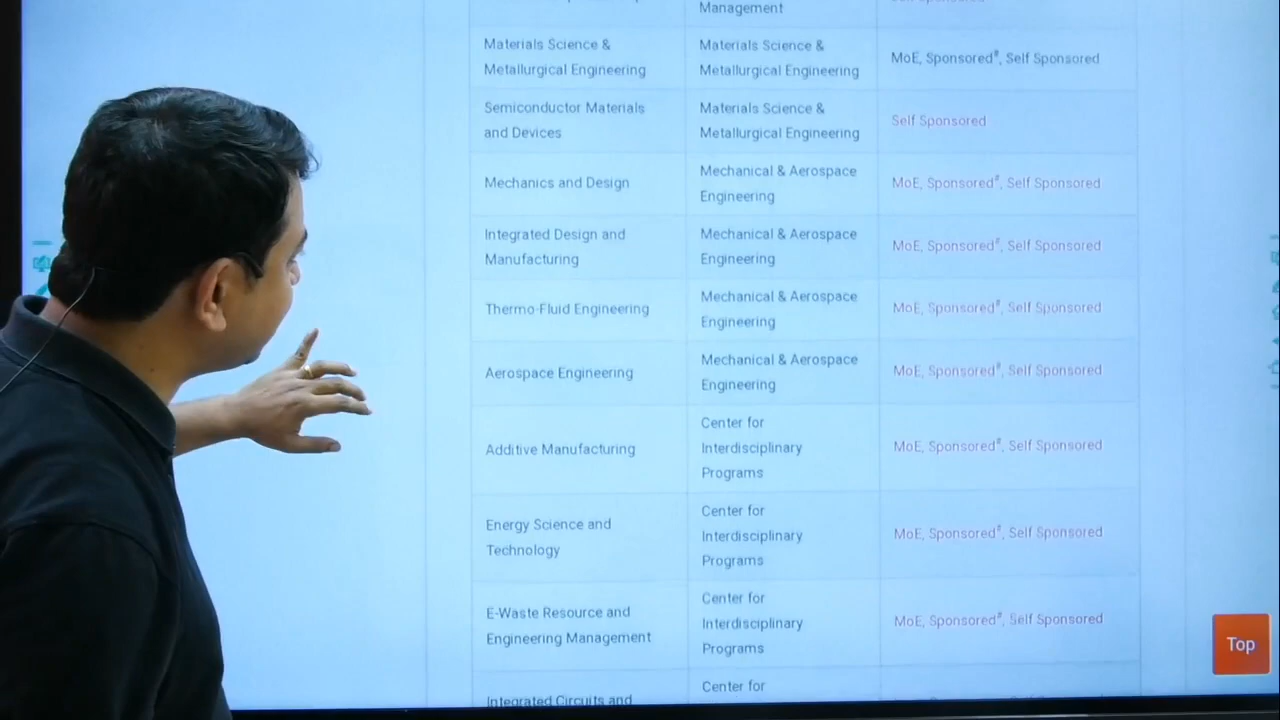 Management
Materials Science &
Metallurgical Engineering
Materials Science &
Metallurgical Engineering
MoE, Sponsored#, Self Sponsored
Semiconductor Materials
and Devices
Materials Science &
Metallurgical Engineering
Self Sponsored
Mechanics and Design
Mechanical & Aerospace
Engineering
MoE, Sponsored#, Self Sponsored
Integrated Design and
Manufacturing
Mechanical & Aerospace
Engineering
MoE, Sponsored#, Self Sponsored
Thermo-Fluid Engineering
Mechanical & Aerospace
Engineering
MoE, Sponsored#, Self Sponsored
Aerospace Engineering
Mechanical & Aerospace
Engineering
MoE, Sponsored#, Self Sponsored
Additive Manufacturing
Center for
Interdisciplinary
Programs
MoE, Sponsored#, Self Sponsored
Energy Science and
Technology
Center for
Interdisciplinary
Programs
MoE, Sponsored#, Self Sponsored
E-Waste Resource and
Engineering Management
Center for
Interdisciplinary
Programs
MoE, Sponsored#, Self Sponsored
Integrated Circuits and
Center for
Top